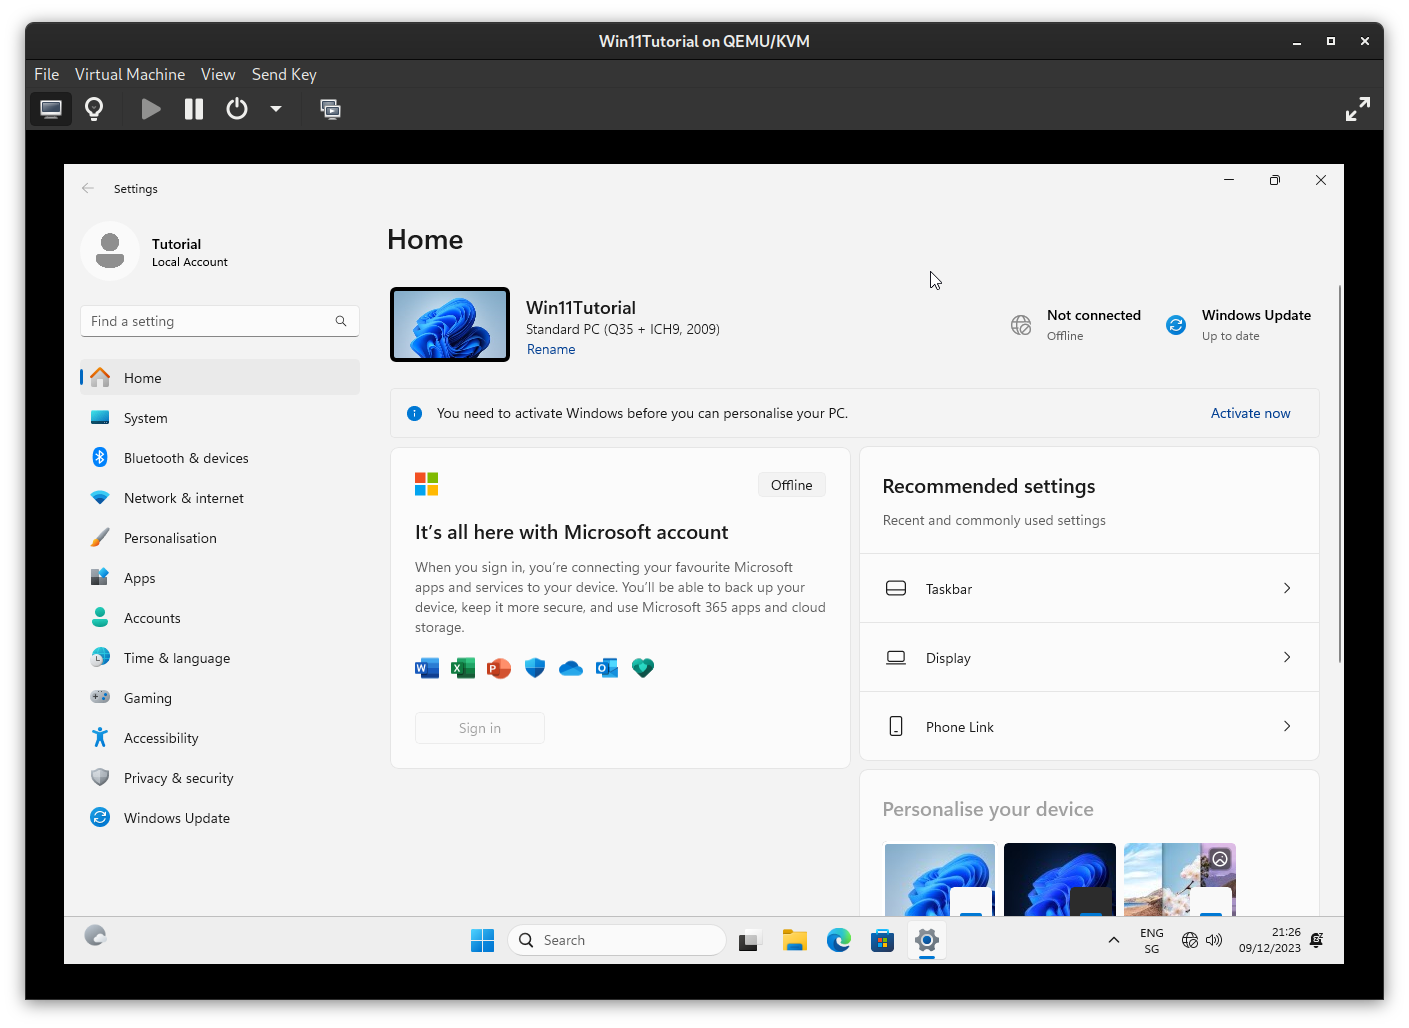 Win11Tutorial on QEMU/KVM
File Virtual Machine View Send Key
Settings
Tutorial
Local Account
Find a setting
Home
System
Bluetooth & devices
Network & internet
Personalisation
Apps
Accounts
Time & language
Gaming
Accessibility
Privacy & security
Windows Update
Home
Win11Tutorial
Standard PC (Q35 + ICH9, 2009)
Rename
Not connected
Offline
Windows Update
Up to date
You need to activate Windows before you can personalise your PC.
Activate now
Offline
It's all here with Microsoft account
When you sign in, you're connecting your favourite Microsoft
apps and services to your device. You'll be able to back up your
device, keep it more secure, and use Microsoft 365 apps and cloud
storage.
Sign in
Recommended settings
Recent and commonly used settings
Taskbar
Display
Phone Link
Personalise your device
Search
ENG
SG
21:26
09/12/2023